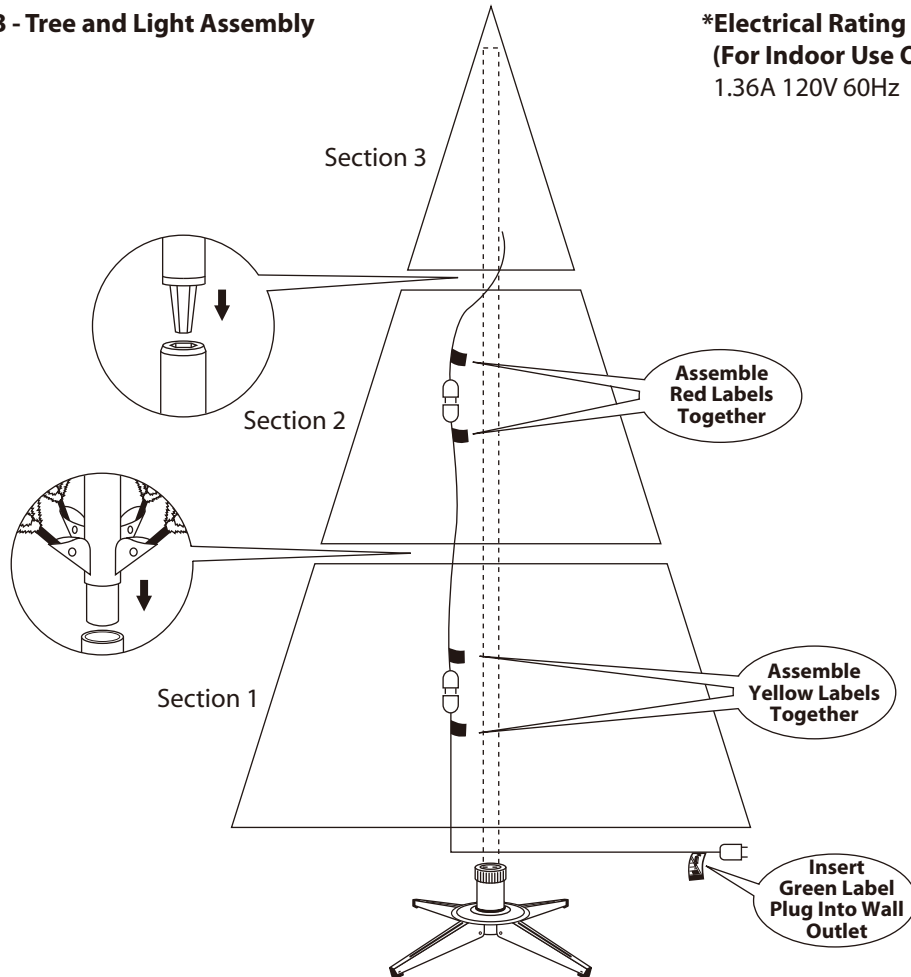 3 - Tree and Light Assembly
*Electrical Rating
(For Indoor Use O
1.36A 120V 60Hz
Section 3
Assemble
Red Labels
Together
Section 2
Assemble
Yellow Labels
Together
Section 1
Insert
Green Label
Plug Into Wall
Outlet